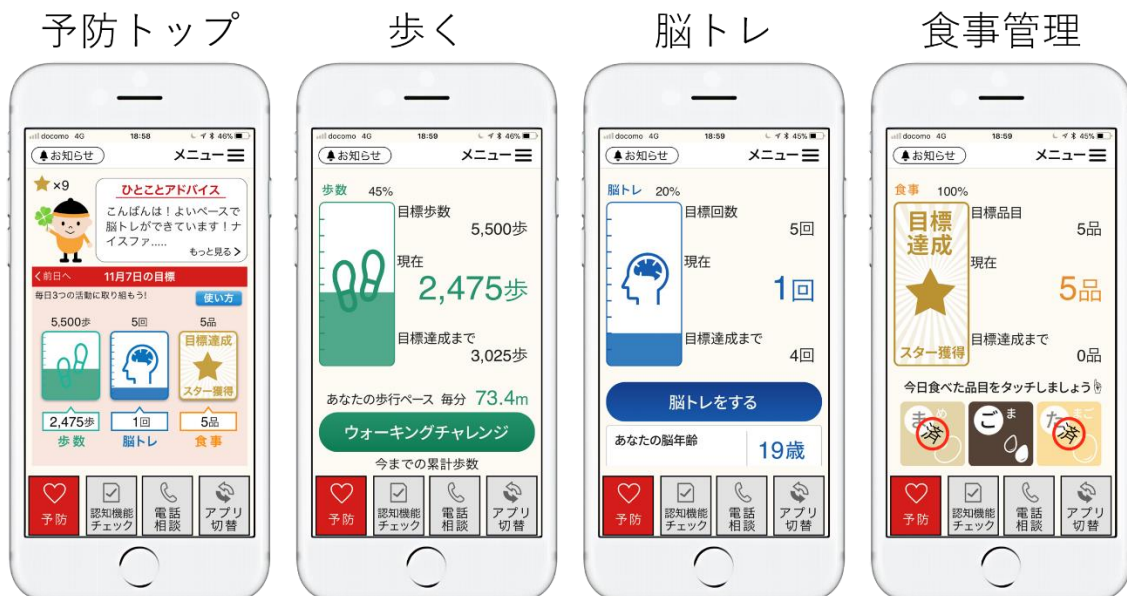 予防トップ
歩く
脳トレ
食事管理
docomo 4G 18:58 46%
お知らせ
メニュー
×9
ひとことアドバイス
こんばんは！よいペースで
脳トレができています！ナ
イスファ.....
もっと見る
前日へ 11月7日の目標
毎日3つの活動に取り組もう!
使い方
5,500歩 5回 5品
目標達成
スター獲得
2,475歩 1回 5品
歩数 脳トレ 食事
予防
認知機能
チェック
電話
相談
アプリ
切替
docomo 4G 18:59 46%
お知らせ
メニュー
歩数 45%
目標歩数
5,500歩
現在
2,475歩
目標達成まで
3,025歩
あなたの歩行ペース 毎分 73.4m
ウォーキングチャレンジ
今までの累計歩数
予防
認知機能
チェック
電話
相談
アプリ
切替
docomo 4G 18:59 45%
お知らせ
メニュー
脳トレ 20%
目標回数
5回
現在
1回
目標達成まで
4回
脳トレをする
あなたの脳年齢
19歳
予防
認知機能
チェック
電話
相談
アプリ
切替
docomo 4G 18:59 45%
お知らせ
メニュー
食事 100%
目標
達成
スター獲得
目標品目
5品
現在
5品
目標達成まで
0品
今日食べた品目をタッチしましょう
まめ
済
ごま
たまご
済
予防
認知機能
チェック
電話
相談
アプリ
切替